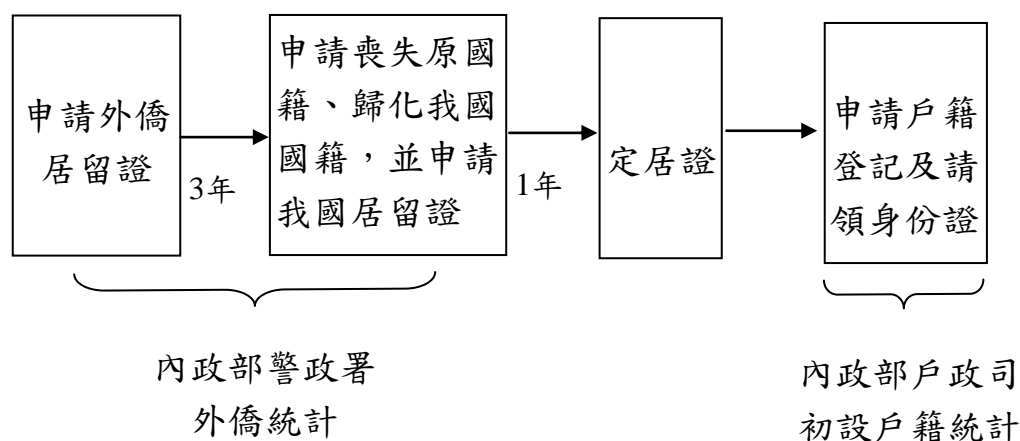 申請外僑
居留證
3年
申請喪失原國
籍、歸化我國
國籍，並申請
我國居留證
1年
定居證
申請戶籍
登記及請
領身份證
內政部警政署
外僑統計
內政部戶政司
初設戶籍統計